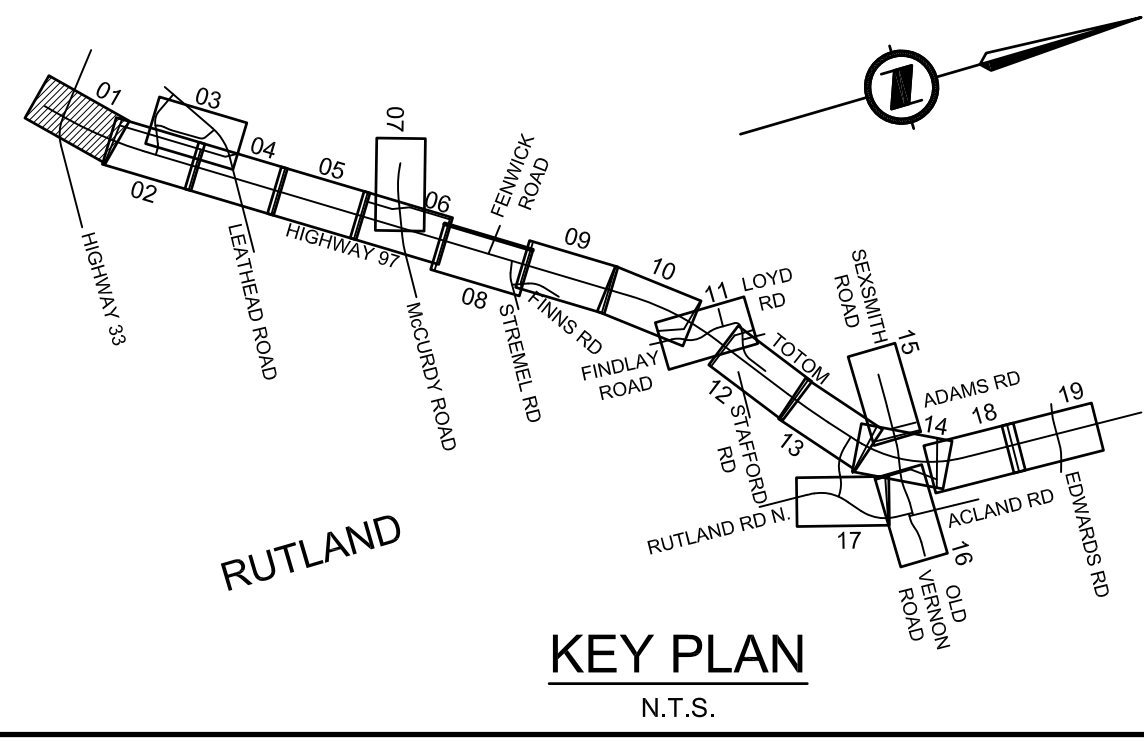 01
02
03
04
05
06
07
08
09
10
11
12
13
14
15
16
17
18
19
HIGHWAY 33
LEATHEAD ROAD
HIGHWAY 97
McCURDY ROAD
FENWICK
ROAD
STREMEL RD
FINNS RD
FINDLAY
ROAD
LOYD
RD
TOTOM
STAFFORD
RD
SEXSMITH
ROAD
ADAMS RD
RUTLAND RD N.
ACLAND RD
OLD
VERNON
ROAD
EDWARDS RD
RUTLAND
KEY PLAN
N.T.S.